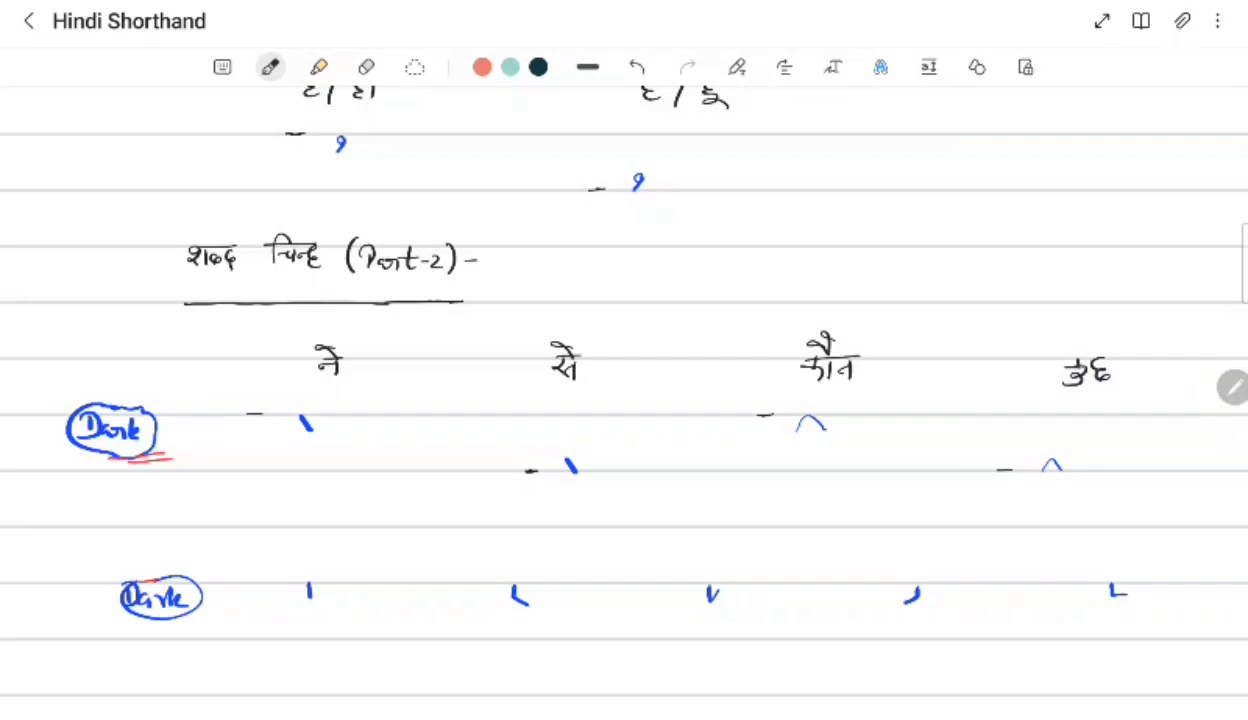 Hindi Shorthand
शब्द चिन्ह (Part-2) -
ने से कौन कुछ
Dark
Dark